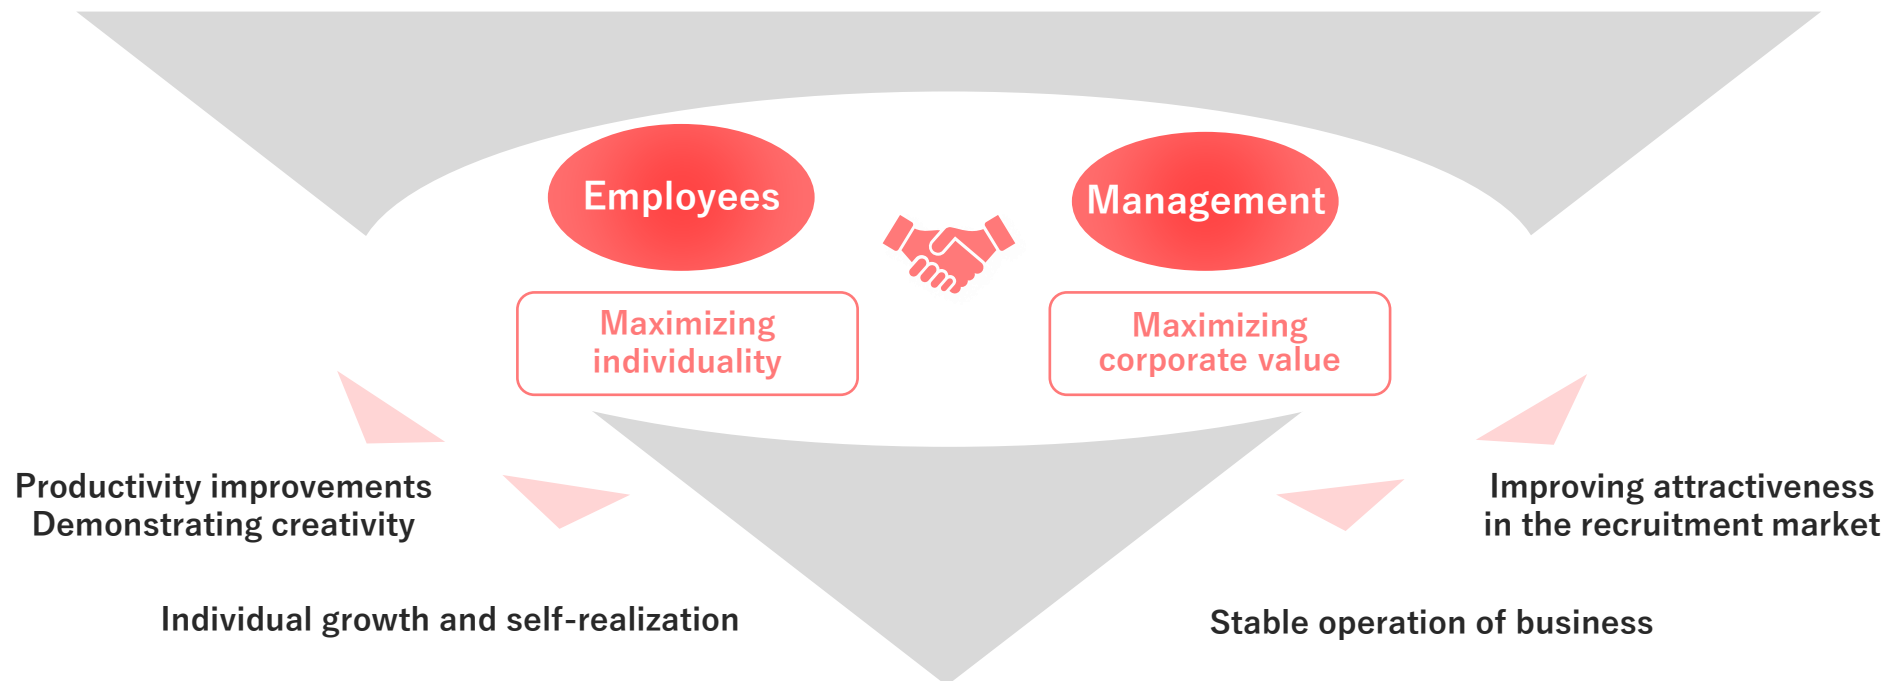 Employees
Management
Maximizing
individuality
Maximizing
corporate value
Productivity improvements
Demonstrating creativity
Improving attractiveness
in the recruitment market
Individual growth and self-realization
Stable operation of business